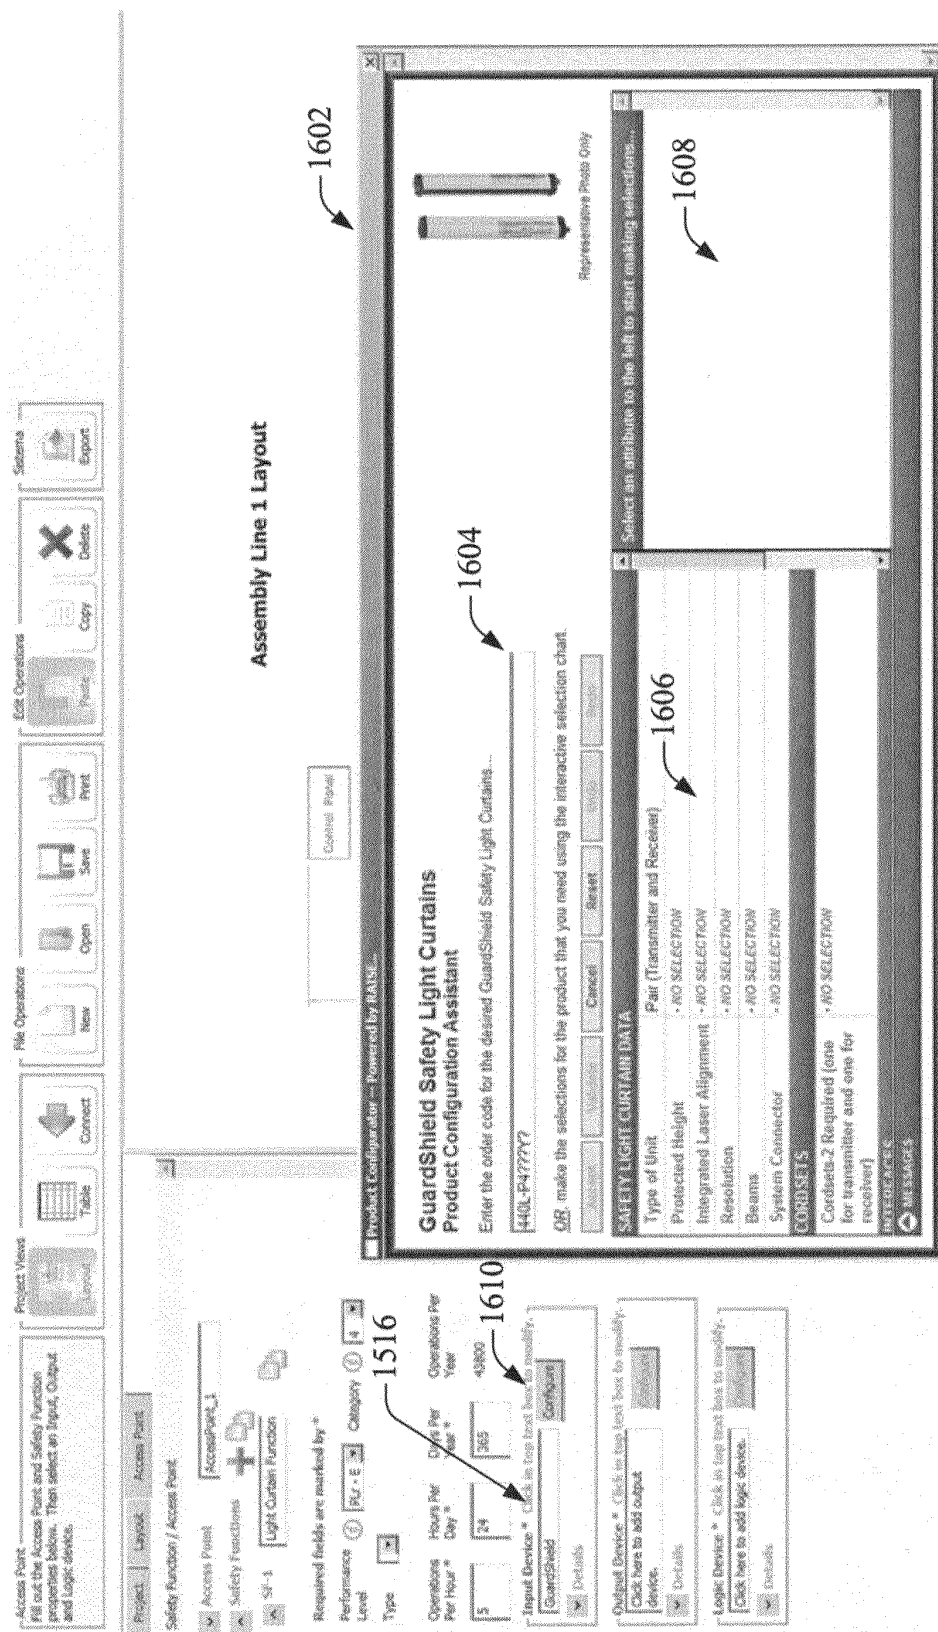 Access Point
Fill out the Access Point and Safety Function
properties below. Then select an Input, Output
and Logic device.
Project Views
Layout
Table
Connect
File Operations
New
Open
Save
Print
Edit Operations
Paste
Copy
Delete
Sistema
Export
Project
Layout
Access Point
Safety Function / Access Point
Access Point
AccessPoint_1
Safety Functions
SF-1
Light Curtain Function
Required fields are marked by *
Performance
Level
PLr - E
Category
4
Type
Operations
Per Hour *
Hours Per
Day *
Days Per
Year *
Operations Per
Year
5
24
365
43800
Input Device * Click in top text box to modify.
GuardShield
Configure
Details
1516
1610
Output Device * Click in top text box to modify.
Click here to add output
device.
Details
Logic Device * Click in top text box to modify.
Click here to add logic device.
Details
Assembly Line 1 Layout
Control Panel
1602
Product Configurator -- Powered by RAISE...
GuardShield Safety Light Curtains
Product Configuration Assistant
Enter the order code for the desired GuardShield Safety Light Curtains...
1604
440L-P4???Y?
OR, make the selections for the product that you need using the interactive selection chart.
Accept
Validate
Cancel
Reset
Representative Photo Only
SAFETY LIGHT CURTAIN DATA
Type of Unit Pair (Transmitter and Receiver)
Protected Height - NO SELECTION
Integrated Laser Alignment - NO SELECTION
Resolution - NO SELECTION
Beams - NO SELECTION
System Connector - NO SELECTION
1606
CORDSETS
Cordsets-2 Required (one - NO SELECTION
for transmitter and one for
receiver)
MESSAGES
Select an attribute to the left to start making selections...
1608